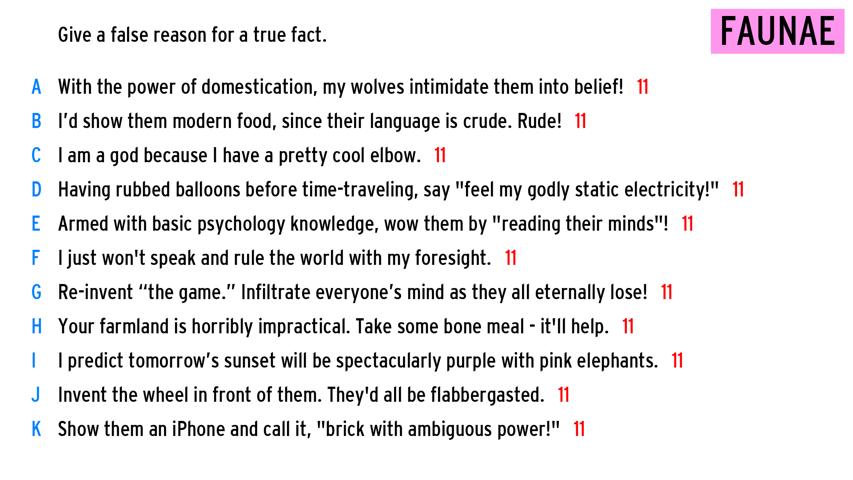 Give a false reason for a true fact.
FAUNAE
A With the power of domestication, my wolves intimidate them into belief! 11
B I'd show them modern food, since their language is crude. Rude! 11
C I am a god because I have a pretty cool elbow. 11
D Having rubbed balloons before time-traveling, say "feel my godly static electricity!" 11
E Armed with basic psychology knowledge, wow them by "reading their minds"! 11
F I just won't speak and rule the world with my foresight. 11
G Re-invent “the game.” Infiltrate everyone's mind as they all eternally lose! 11
H Your farmland is horribly impractical. Take some bone meal - it'll help. 11
I I predict tomorrow's sunset will be spectacularly purple with pink elephants. 11
J Invent the wheel in front of them. They'd all be flabbergasted. 11
K Show them an iPhone and call it, "brick with ambiguous power!" 11